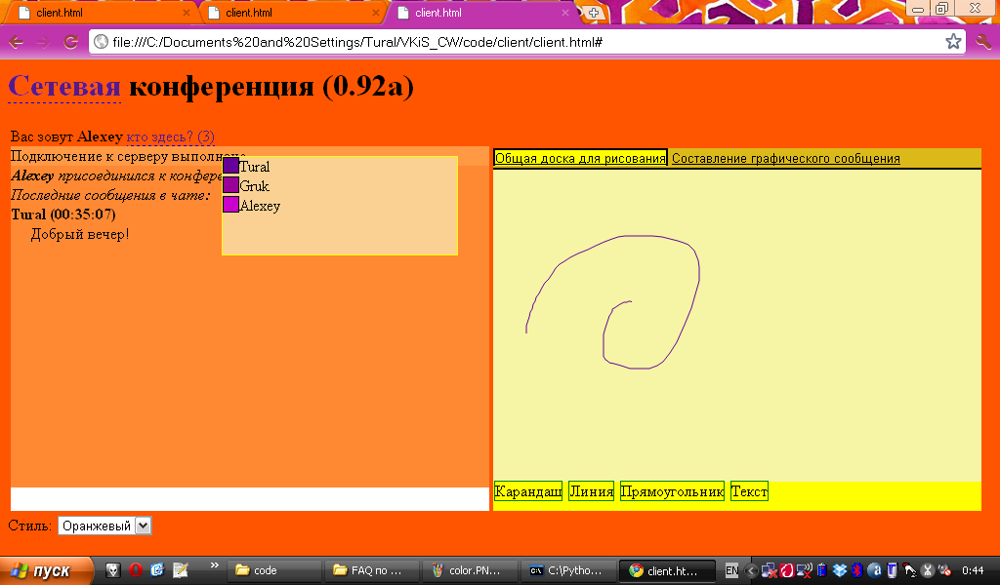 client.html client.html client.html
file:///C:/Documents%20and%20Settings/Tural/VKiS_CW/code/client/client.html#
Сетевая конференция (0.92a)
Вас зовут Alexey кто здесь? (3)
Подключение к серверу выполнено
Alexey присоединился к конфере
Последние сообщения в чате:
Tural (00:35:07)
Добрый вечер!
Tural
Gruk
Alexey
Общая доска для рисования Составление графического сообщения
Карандаш Линия Прямоугольник Текст
Стиль: Оранжевый
пуск » code FAQ по ... color.PN... C:\Pytho... client.ht... EN 0:44